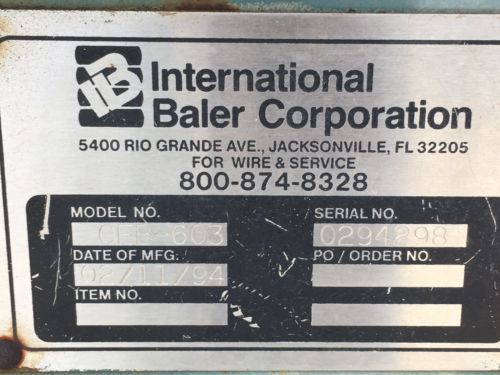 IB International
Baler Corporation
5400 RIO GRANDE AVE., JACKSONVILLE, FL 32205
FOR WIRE & SERVICE
800-874-8328
MODEL NO. SERIAL NO.
-603 0294298
DATE OF MFG. PO / ORDER NO.
02/11/94
ITEM NO.